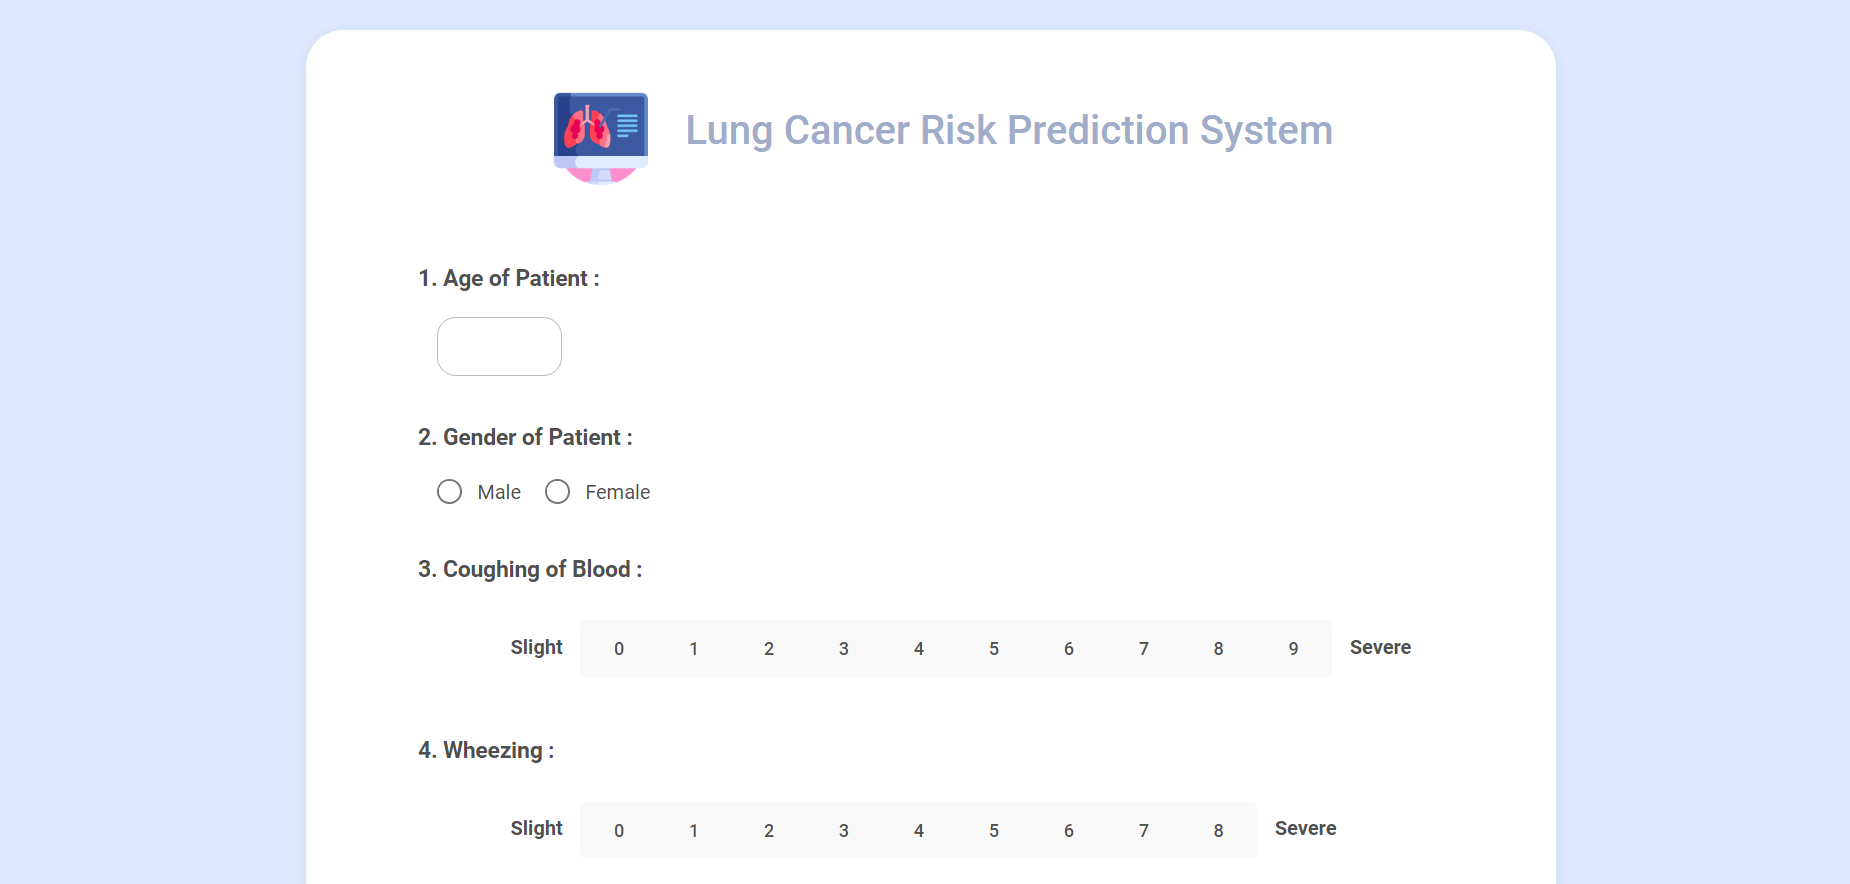 Lung Cancer Risk Prediction System
1. Age of Patient :
2. Gender of Patient :
Male Female
3. Coughing of Blood :
Slight 0 1 2 3 4 5 6 7 8 9 Severe
4. Wheezing :
Slight 0 1 2 3 4 5 6 7 8 Severe